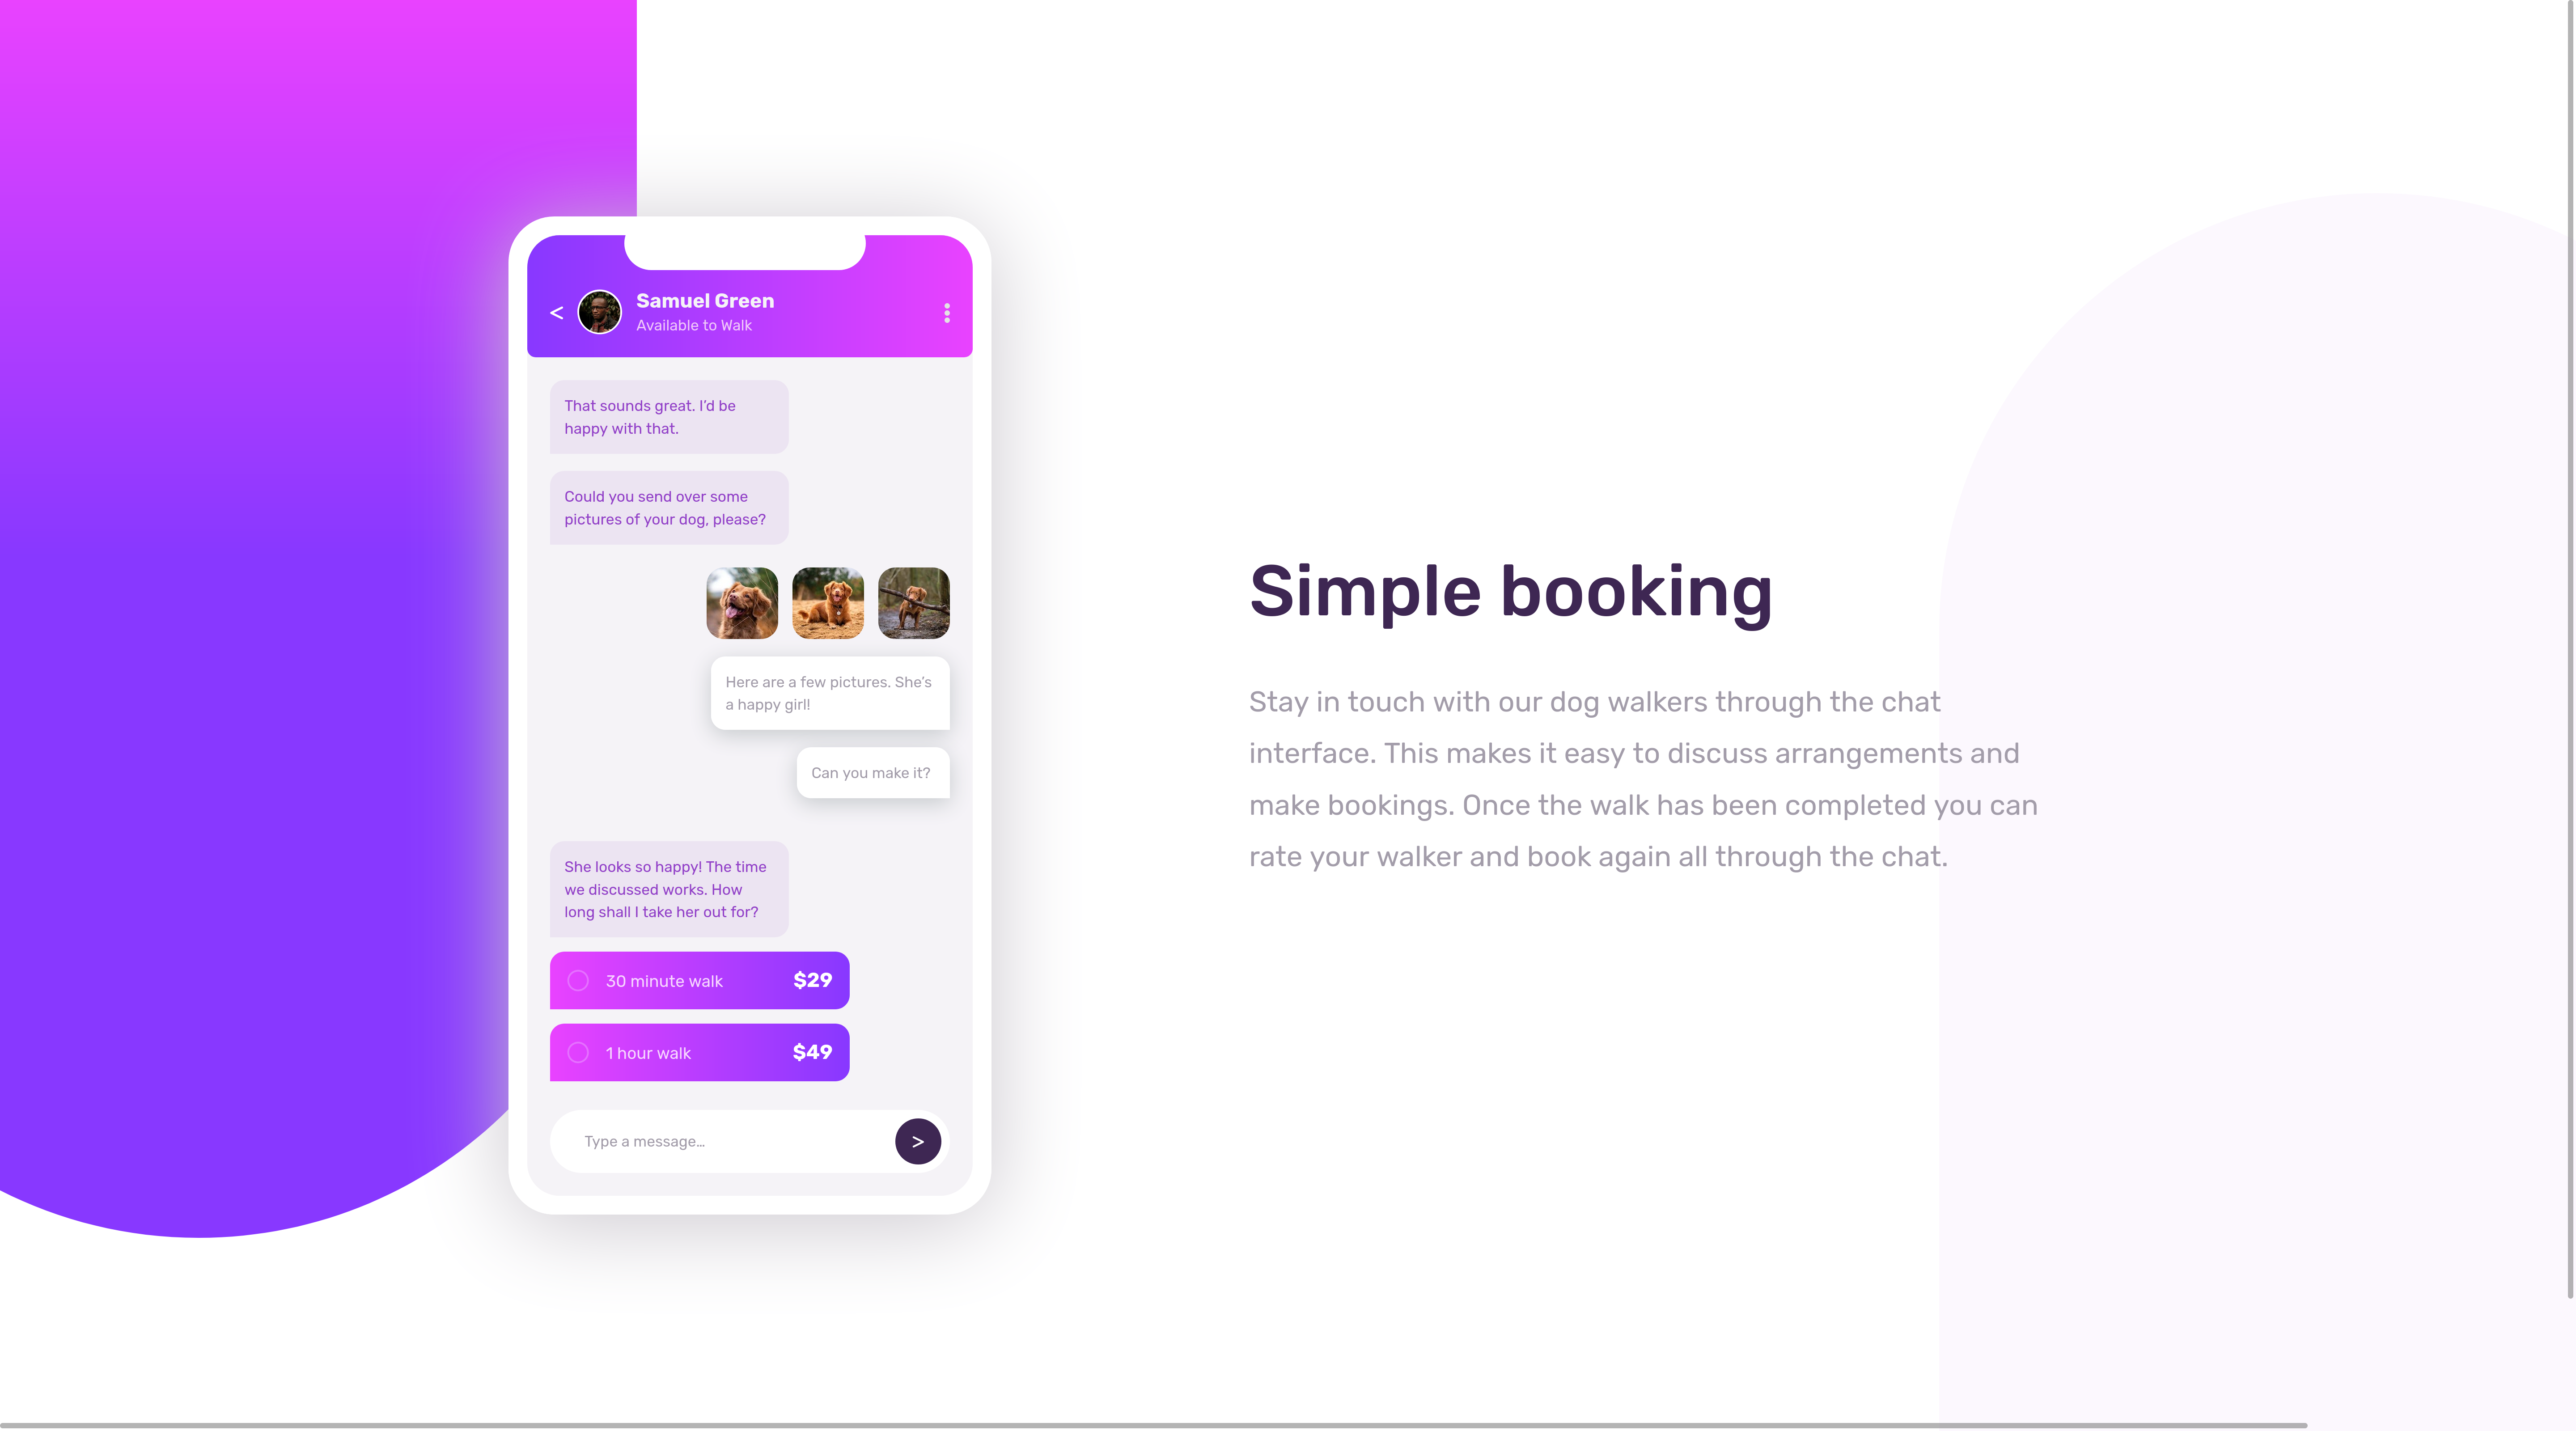 Samuel Green
Available to Walk
That sounds great. I’d be
happy with that.
Could you send over some
pictures of your dog, please?
Here are a few pictures. She’s
a happy girl!
Can you make it?
She looks so happy! The time
we discussed works. How
long shall I take her out for?
30 minute walk $29
1 hour walk $49
Type a message…
Simple booking
Stay in touch with our dog walkers through the chat
interface. This makes it easy to discuss arrangements and
make bookings. Once the walk has been completed you can
rate your walker and book again all through the chat.